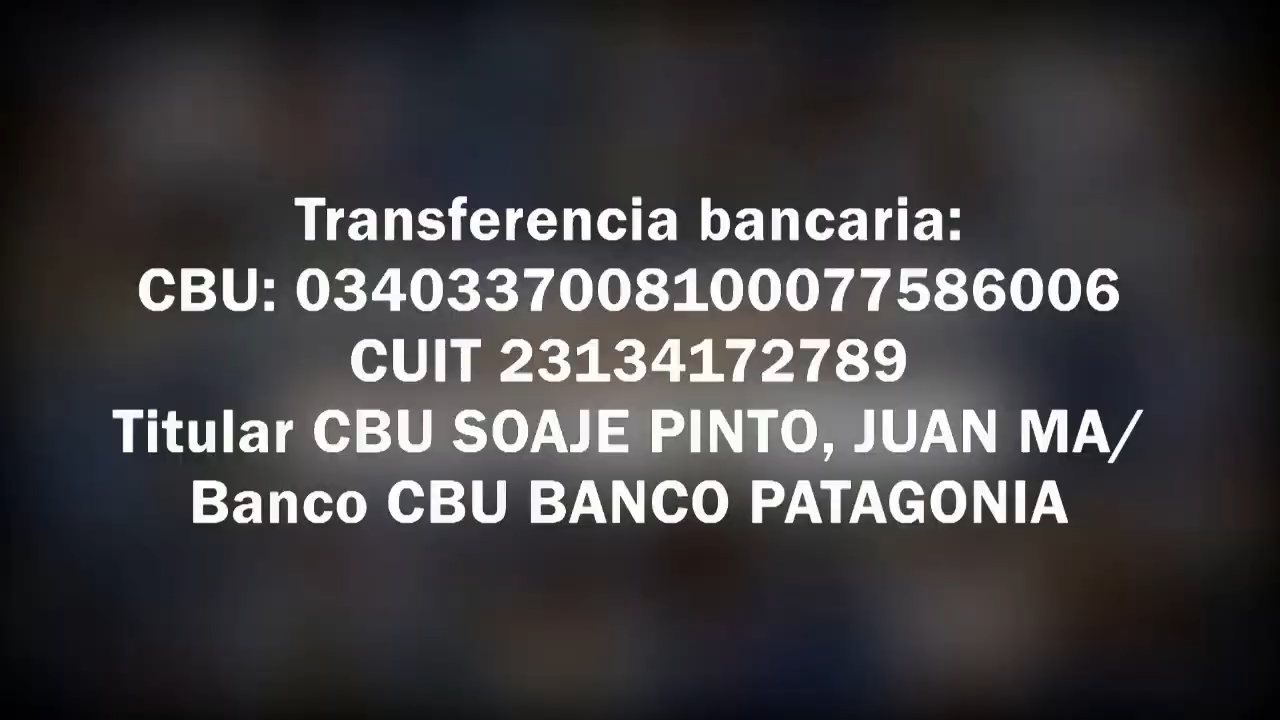 Transferencia bancaria:
CBU: 0340337008100077586006
CUIT 23134172789
Titular CBU SOAJE PINTO, JUAN MA/
Banco CBU BANCO PATAGONIA